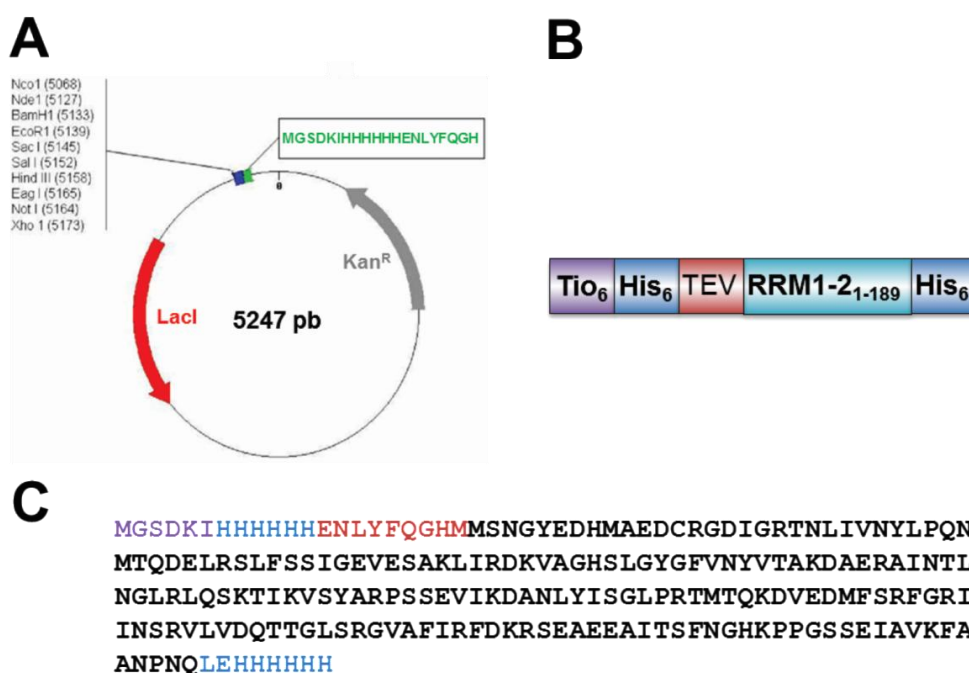 A
B
Nco1 (5068)
Nde1 (5127)
BamH1 (5133)
EcoR1 (5139)
Sac I (5145)
Sal I (5152)
Hind III (5158)
Eag I (5165)
Not I (5164)
Xho 1 (5173)
MGSDKIHHHHHHENLYFQGH
0
KanR
LacI
5247 pb
Tio6 His6 TEV RRM1-21-189 His6
C
MGSDKIHHHHHHENLYFQGHMMSNGYEDHMAEDCRGDIGRTNLIVNYLPQN
MTQDELRSLFSSIGEVESAKLIRDKVAGHSLGYGFVNYVTAKDAERAINTL
NGLRLQSKTIKVSYARPSSEVIKDANLYISGLPRTMTQKDVEDMFSRFGRI
INSRVLVDQTTGLSRGVAFIRFDKRSEAEEAITSFNGHKPPGSSEIAVKFA
ANPNQLEHHHHHH